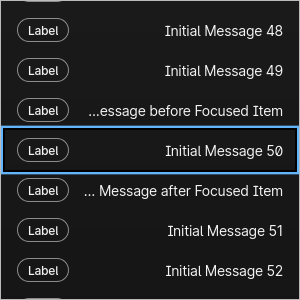 Label Initial Message 48
Label Initial Message 49
Label ...essage before Focused Item
Label Initial Message 50
Label ... Message after Focused Item
Label Initial Message 51
Label Initial Message 52